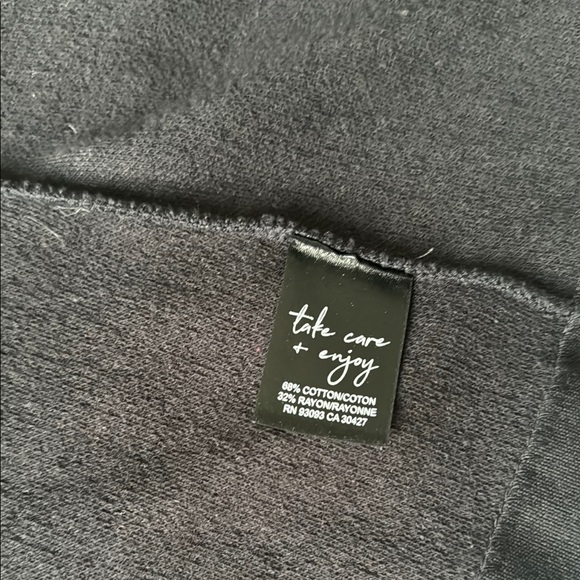 take care
+ enjoy
68% COTTON/COTON
32% RAYON/RAYONNE
RN 93093 CA 30427